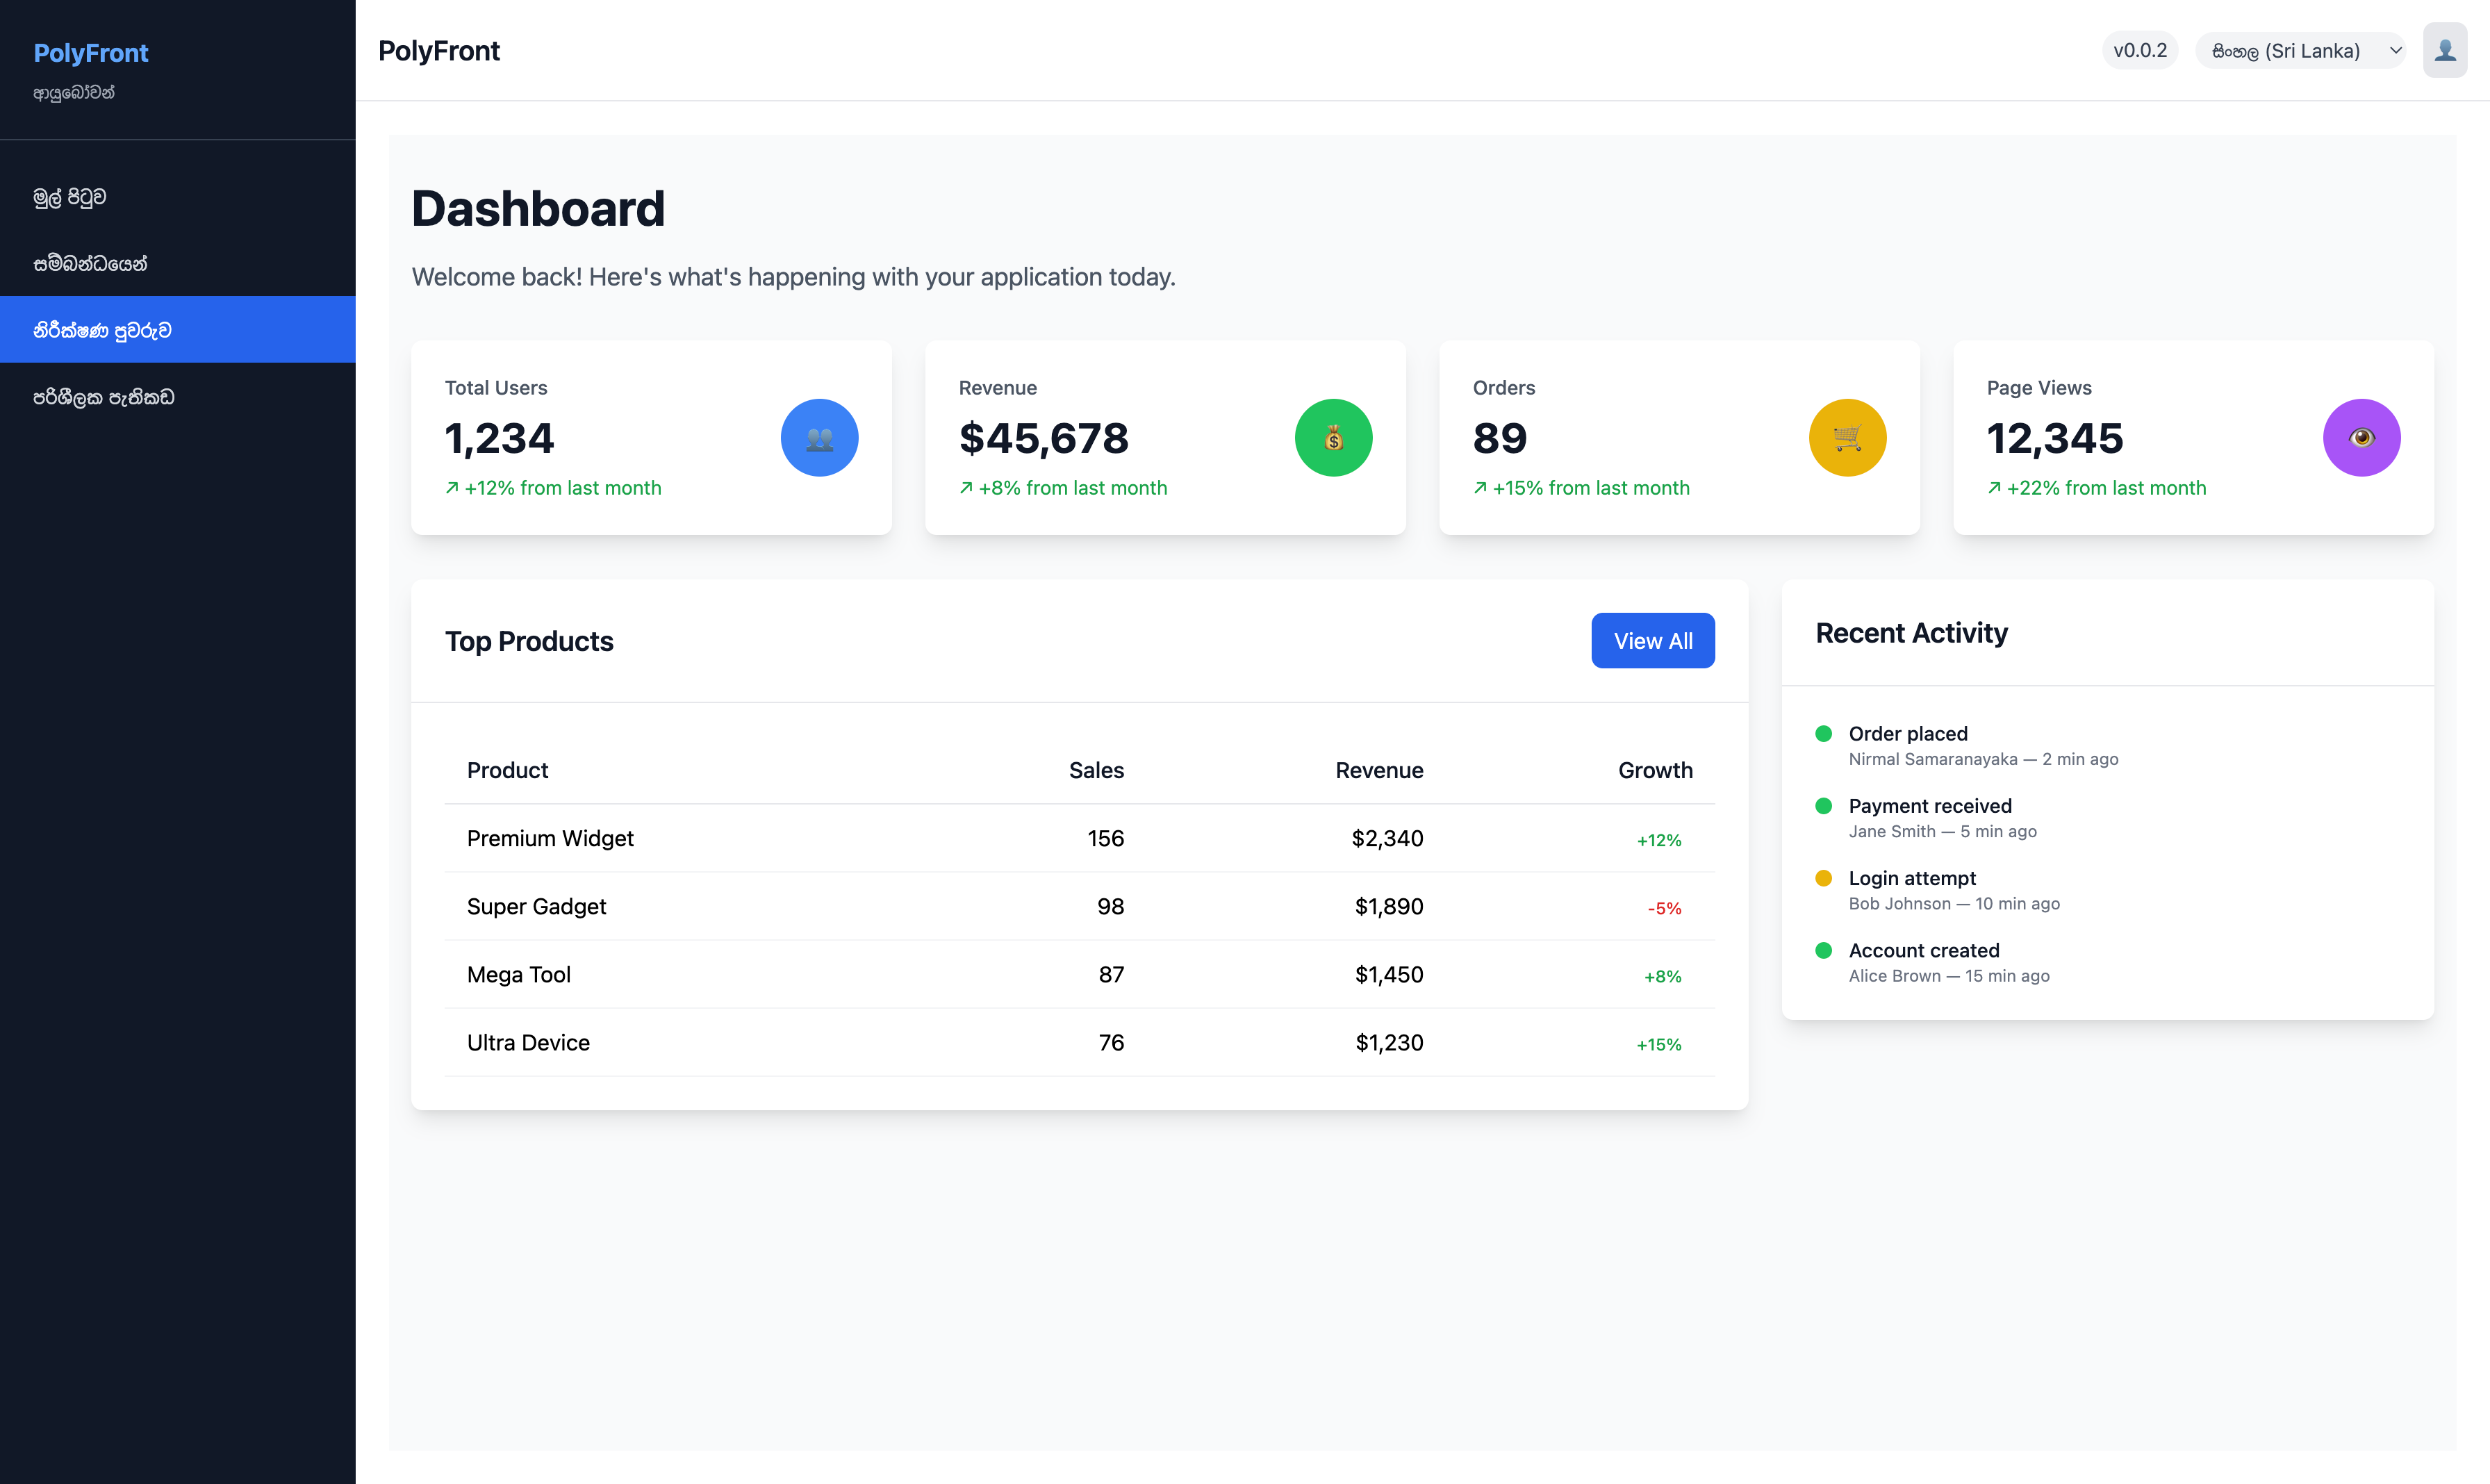 PolyFront
ආයුබෝවන්
මුල් පිටුව
සම්බන්ධයෙන්
නිරීක්ෂණ පුවරුව
පරිශීලක පැතිකඩ
PolyFront
v0.0.2
සිංහල (Sri Lanka)
Dashboard
Welcome back! Here's what's happening with your application today.
Total Users
1,234
↗ +12% from last month
Revenue
$45,678
↗ +8% from last month
Orders
89
↗ +15% from last month
Page Views
12,345
↗ +22% from last month
Top Products
View All
Product Sales Revenue Growth
Premium Widget 156 $2,340 +12%
Super Gadget 98 $1,890 -5%
Mega Tool 87 $1,450 +8%
Ultra Device 76 $1,230 +15%
Recent Activity
Order placed
Nirmal Samaranayaka — 2 min ago
Payment received
Jane Smith — 5 min ago
Login attempt
Bob Johnson — 10 min ago
Account created
Alice Brown — 15 min ago